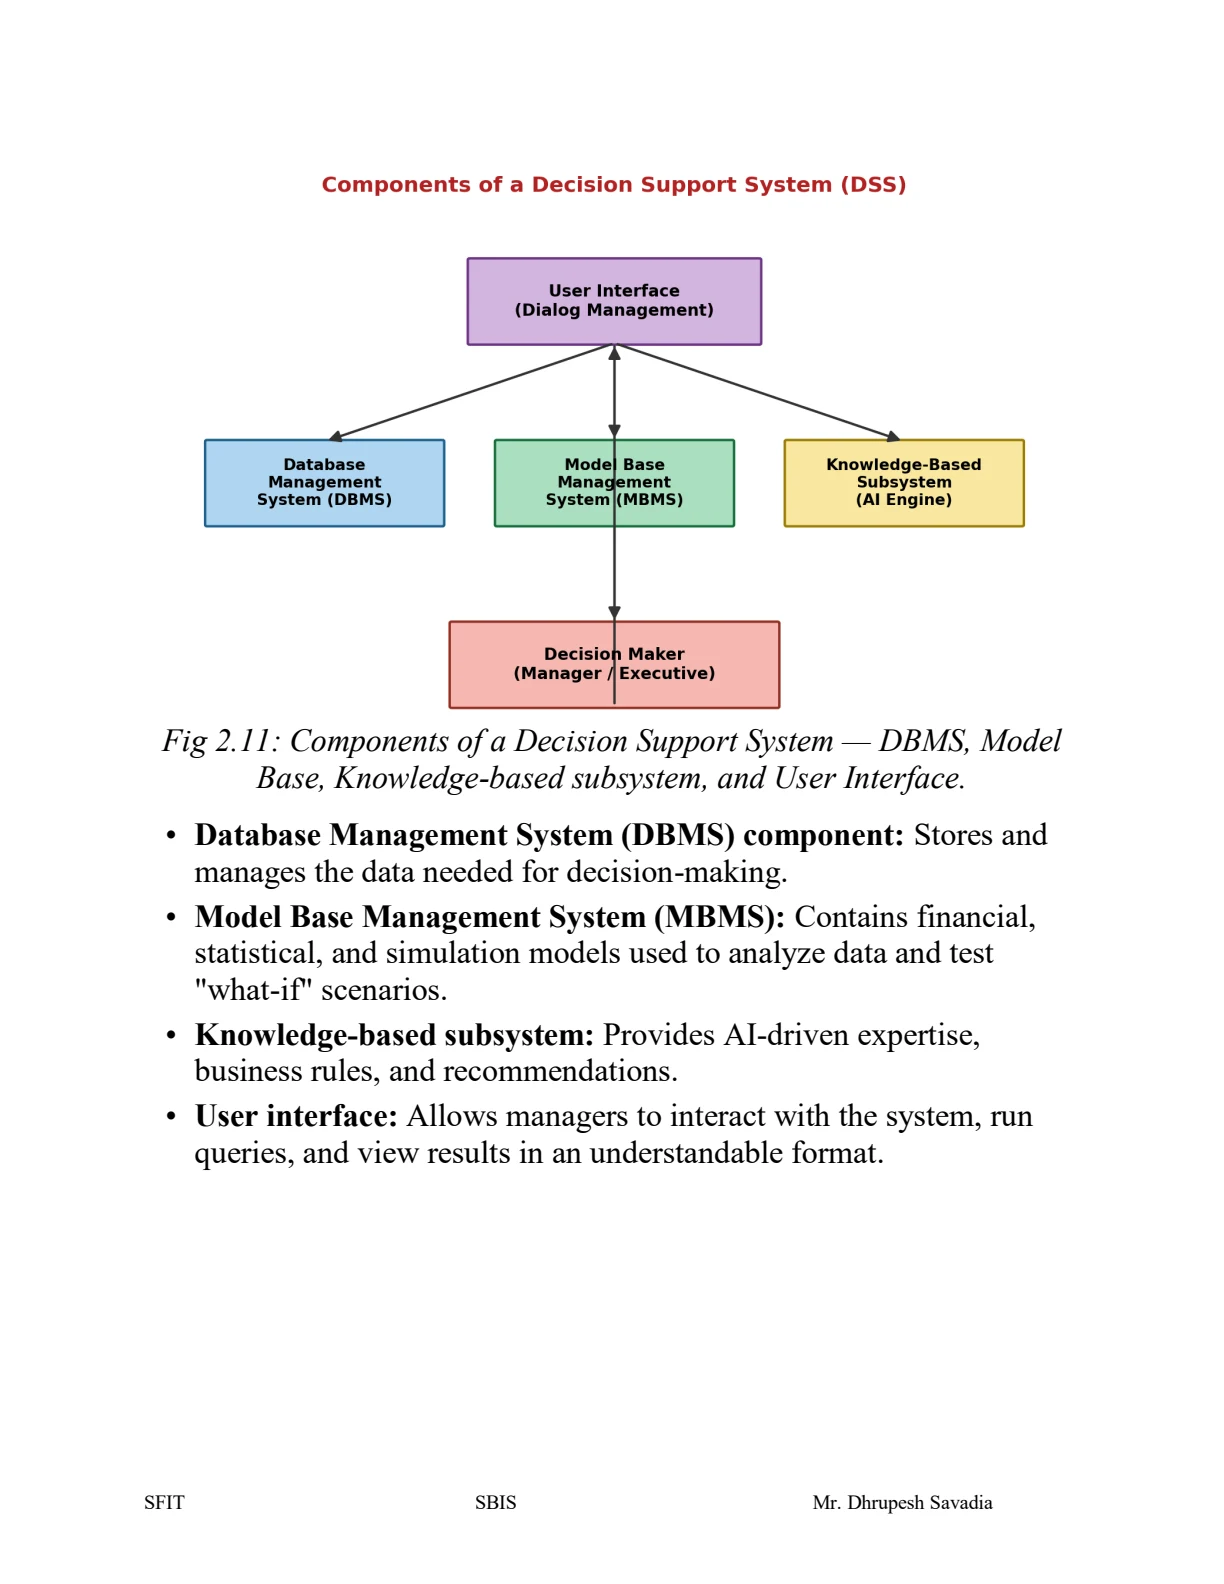 Components of a Decision Support System (DSS)
User Interface
(Dialog Management)
Database
Management
System (DBMS)
Model Base
Management
System (MBMS)
Knowledge-Based
Subsystem
(AI Engine)
Decision Maker
(Manager / Executive)
Fig 2.11: Components of a Decision Support System — DBMS, Model
Base, Knowledge-based subsystem, and User Interface.
• Database Management System (DBMS) component: Stores and
manages the data needed for decision-making.
• Model Base Management System (MBMS): Contains financial,
statistical, and simulation models used to analyze data and test
"what-if" scenarios.
• Knowledge-based subsystem: Provides AI-driven expertise,
business rules, and recommendations.
• User interface: Allows managers to interact with the system, run
queries, and view results in an understandable format.
SFIT SBIS Mr. Dhrupesh Savadia